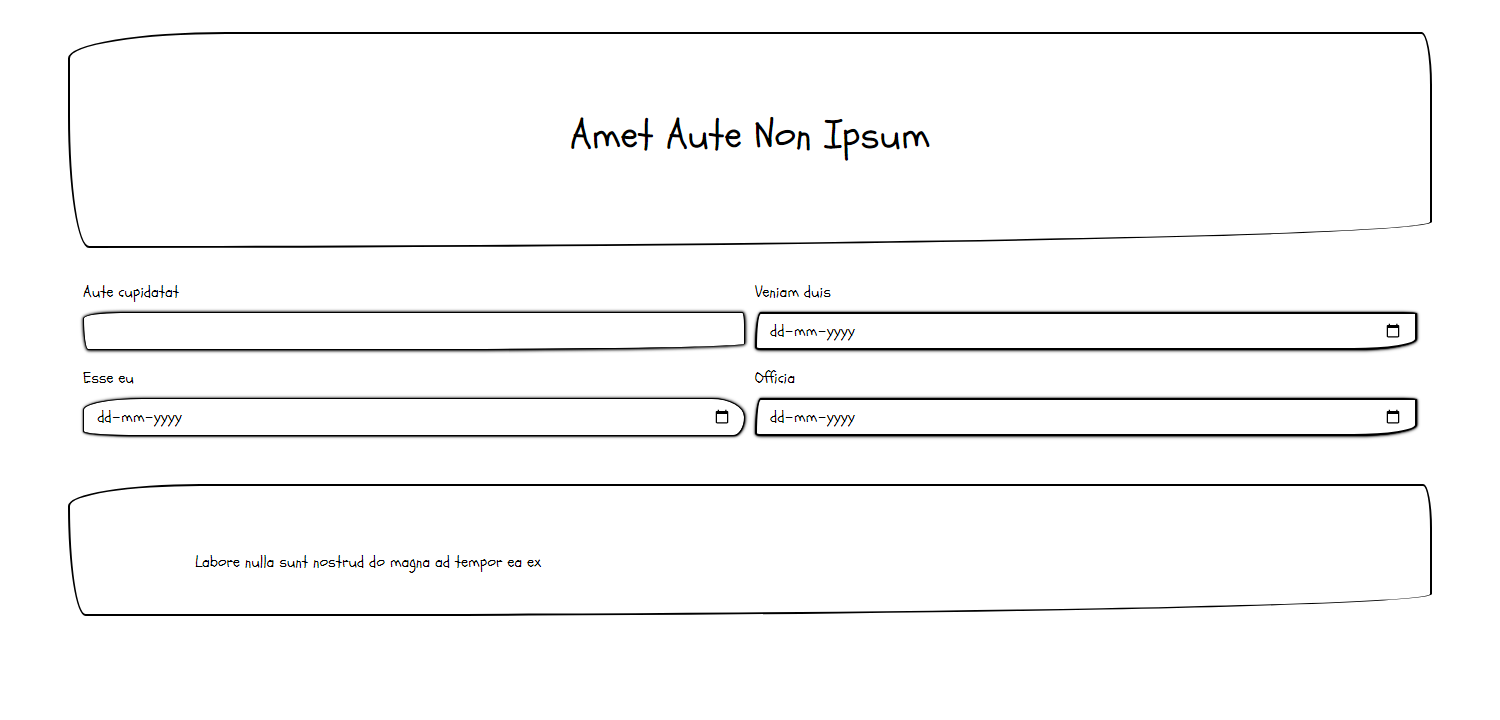 Amet Aute Non Ipsum
Aute cupidatat
Veniam duis
dd-mm-yyyy
Esse eu
Officia
dd-mm-yyyy
dd-mm-yyyy
Labore nulla sunt nostrud do magna ad tempor ea ex